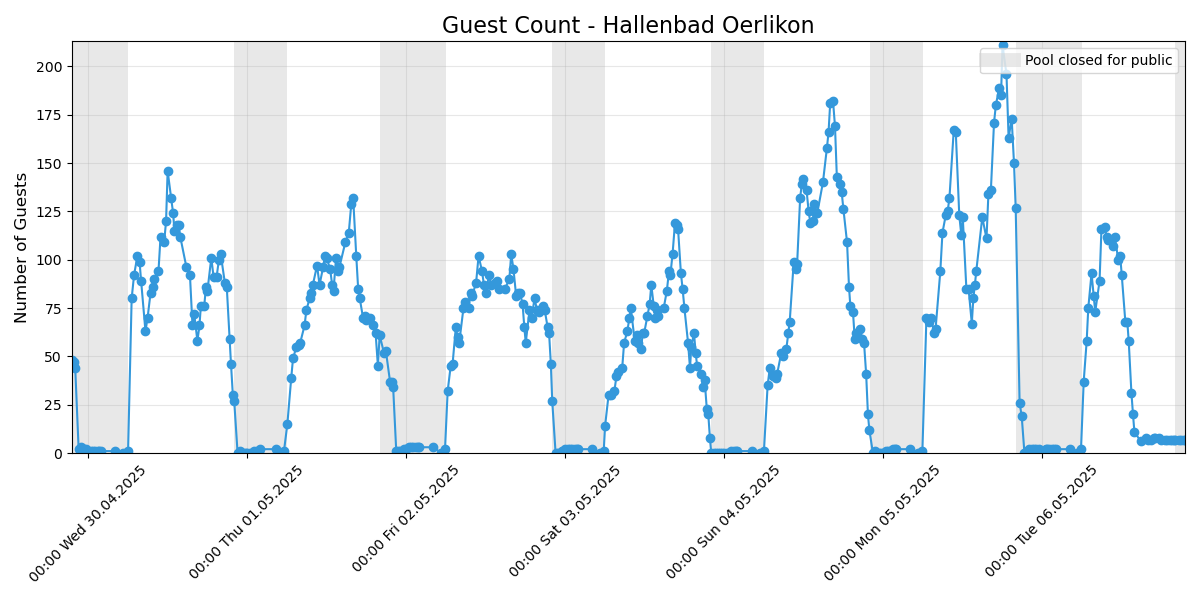 Guest Count - Hallenbad Oerlikon
Pool closed for public
Number of Guests
200
175
150
125
100
75
50
25
0
00:00 Wed 30.04.2025
00:00 Thu 01.05.2025
00:00 Fri 02.05.2025
00:00 Sat 03.05.2025
00:00 Sun 04.05.2025
00:00 Mon 05.05.2025
00:00 Tue 06.05.2025